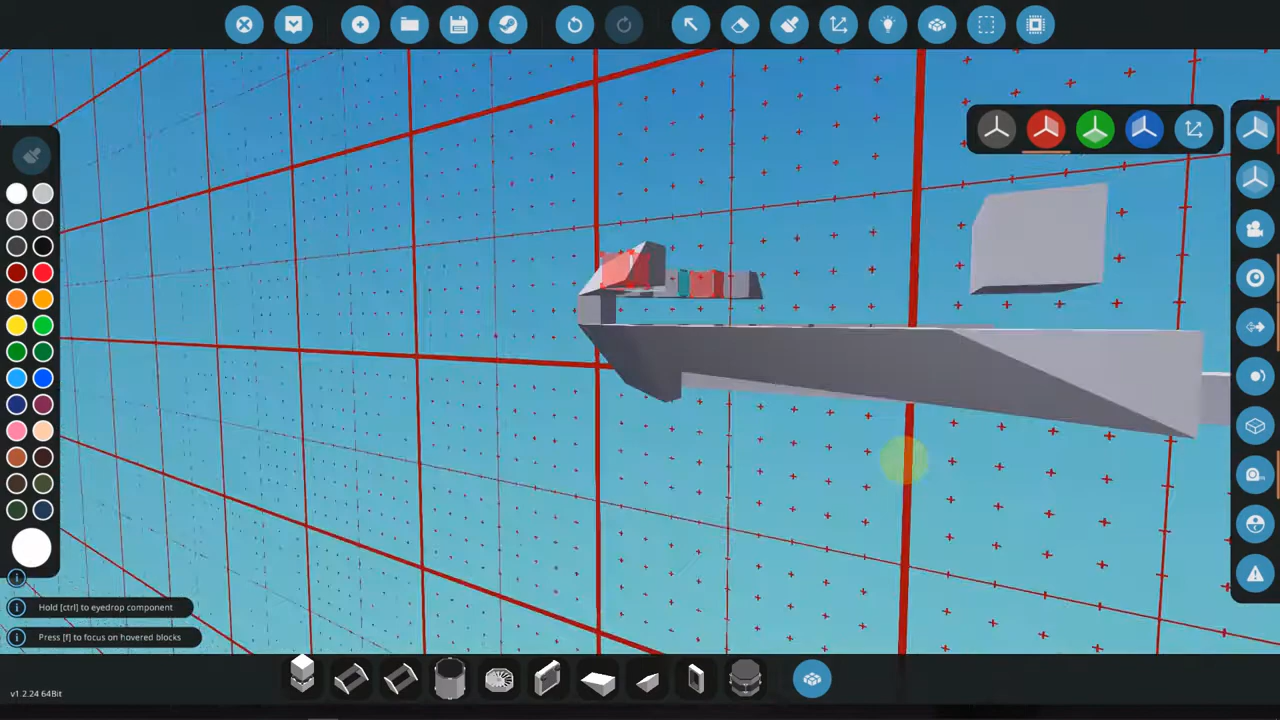 Hold [ctrl] to eyedrop component
Press [f] to focus on hovered blocks
v1.2.24 64Bit